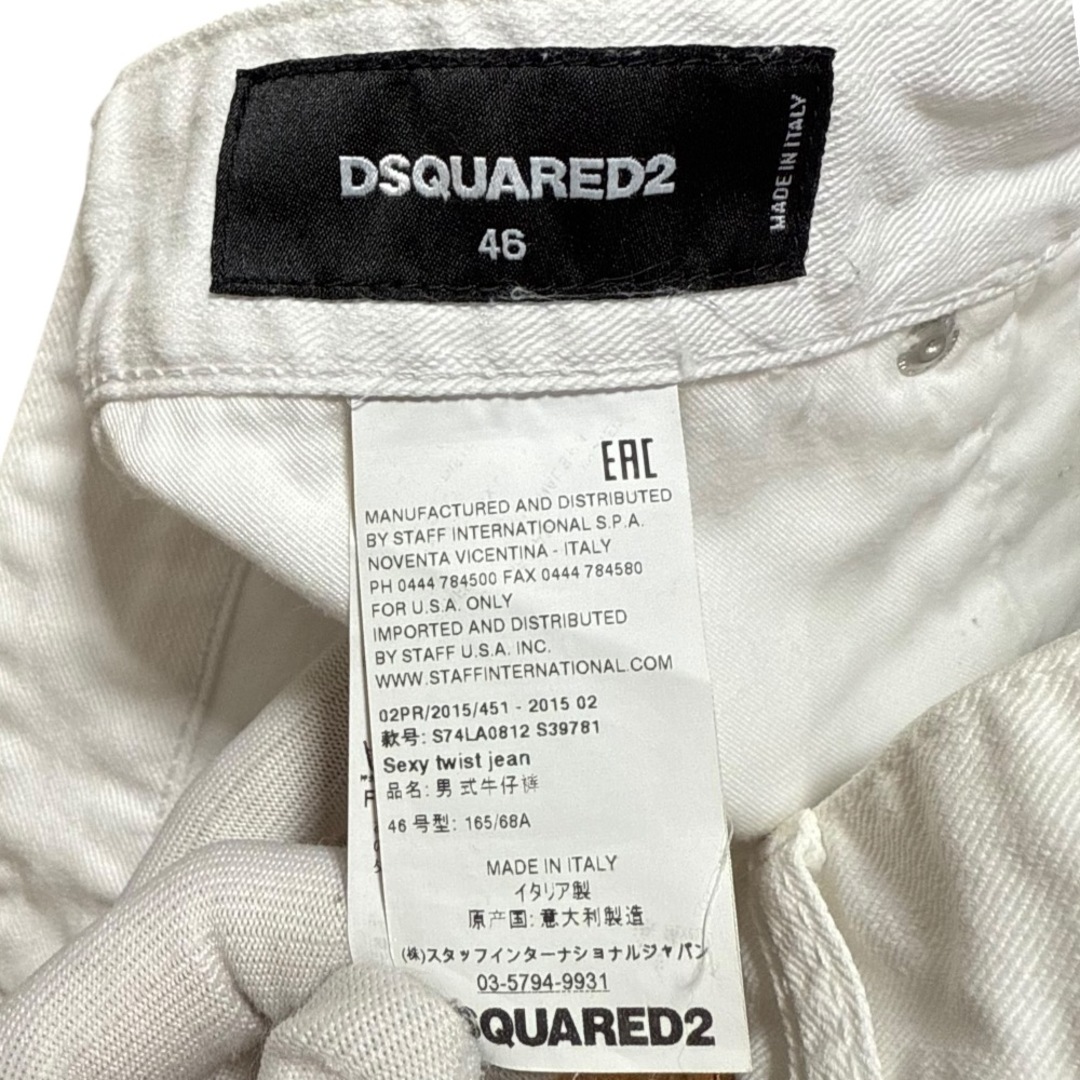 DSQUARED2
46
MADE IN ITALY
EAC
MANUFACTURED AND DISTRIBUTED
BY STAFF INTERNATIONAL S.P.A.
NOVENTA VICENTINA - ITALY
PH 0444 784500 FAX 0444 784580
FOR U.S.A. ONLY
IMPORTED AND DISTRIBUTED
BY STAFF U.S.A. INC.
WWW.STAFFINTERNATIONAL.COM
02PR/2015/451 - 2015 02
款号: S74LA0812 S39781
Sexy twist jean
品名: 男式牛仔裤
46 号型: 165/68A
MADE IN ITALY
イタリア製
原产国: 意大利製造
(株)スタッフインターナショナルジャパン
03-5794-9931
SQUARED2